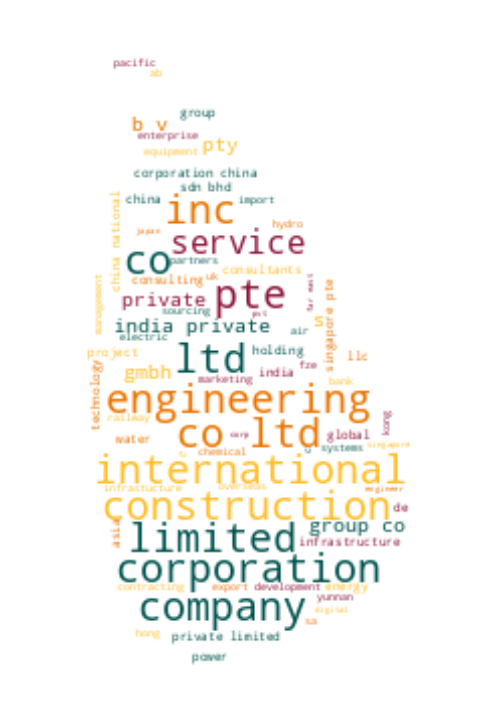 pacific
ab
group
b v
enterprise
pty
equipment
corporation china
sdn bhd
china
import
china national
inc
hydro
japan
service
co
partners
consultants
consulting
uk
management
far east
singapore pte
private
pte
sourcing
india private
s
air
electric
ltd
holding
project
llc
gmbh
india
fze
marketing
bank
technology
engineering
railway
kong
water
co ltd
corp
global
singapore
chemical
systems
international
infrastucture
overseas
engineer
construction
de
asia
limited
group co
infrastructure
corporation
contracting
export
development
energy
yunnan
company
digital
sa
hong
private limited
power